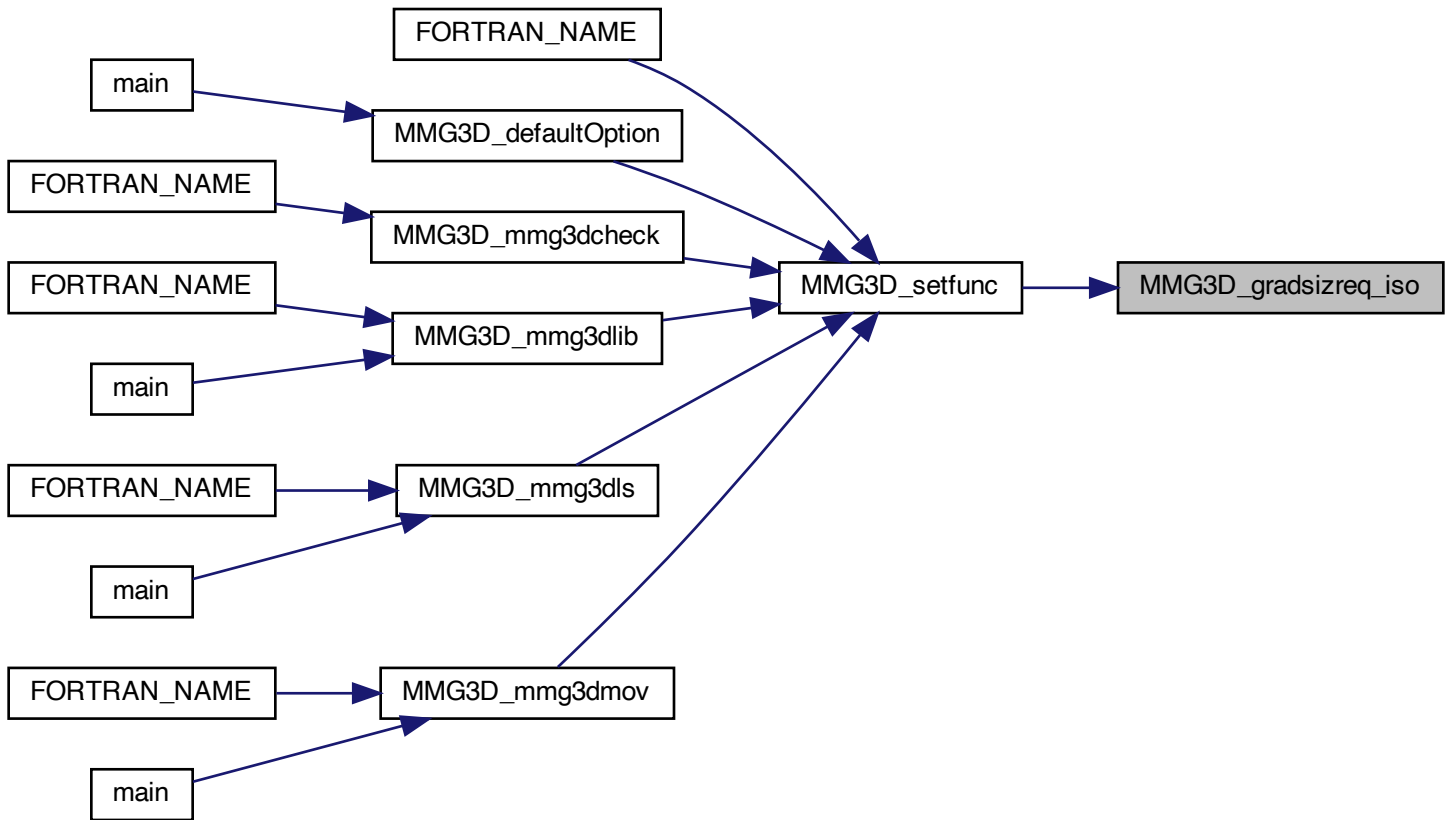 FORTRAN_NAME
main
MMG3D_defaultOption
FORTRAN_NAME
MMG3D_mmg3dcheck
FORTRAN_NAME
MMG3D_setfunc
MMG3D_gradsizreq_iso
MMG3D_mmg3dlib
main
FORTRAN_NAME
MMG3D_mmg3dls
main
FORTRAN_NAME
MMG3D_mmg3dmov
main